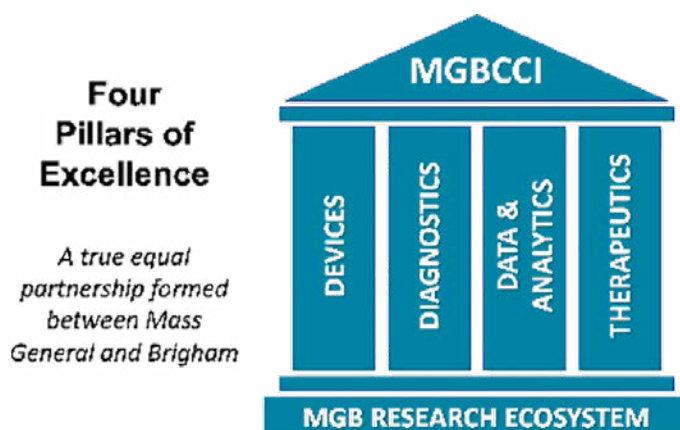 Four
Pillars of
Excellence
A true equal
partnership formed
between Mass
General and Brigham
MGBCCI
DEVICES
DIAGNOSTICS
DATA &
ANALYTICS
THERAPEUTICS
MGB RESEARCH ECOSYSTEM